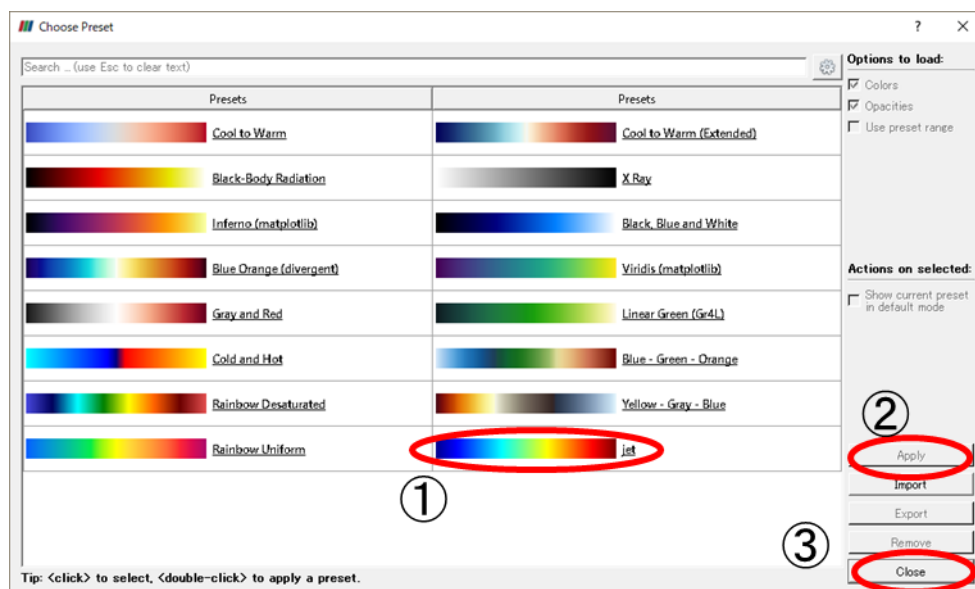 Choose Preset
? ×
Search ... (use Esc to clear text)
Presets Presets
Cool to Warm
Cool to Warm (Extended)
Black-Body Radiation
X Ray
Inferno (matplotlib)
Black, Blue and White
Blue Orange (divergent)
Viridis (matplotlib)
Gray and Red
Linear Green (Gr4L)
Cold and Hot
Blue - Green - Orange
Rainbow Desaturated
Yellow - Gray - Blue
Rainbow Uniform
jet
①
Tip: <click> to select, <double-click> to apply a preset.
Options to load:
Colors
Opacities
Use preset range
Actions on selected:
Show current preset
in default mode
②
Apply
Import
Export
Remove
③
Close